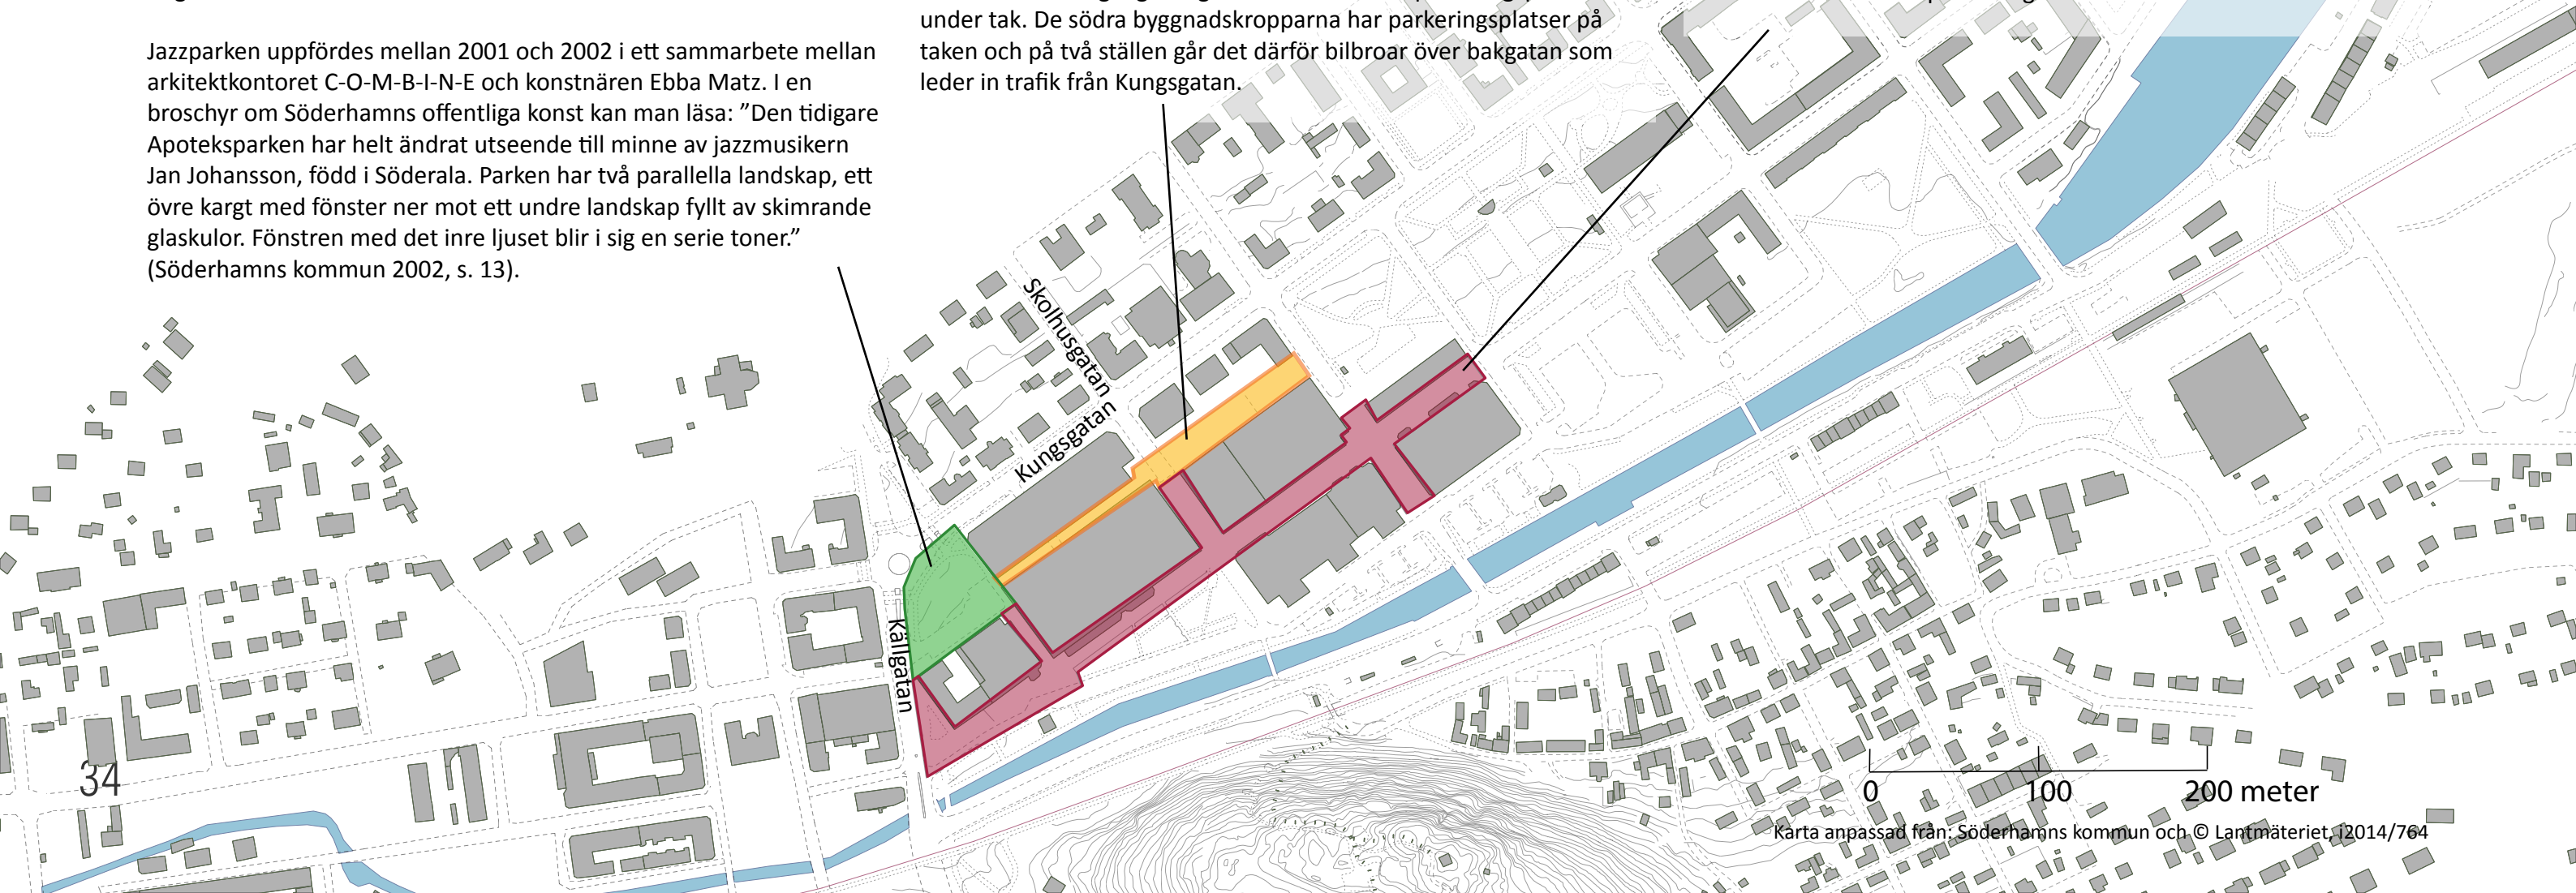 Jazzparken uppfördes mellan 2001 och 2002 i ett sammarbete mellan
arkitektkontoret C-O-M-B-I-N-E och konstnären Ebba Matz. I en
broschyr om Söderhamns offentliga konst kan man läsa: ”Den tidigare
Apoteksparken har helt ändrat utseende till minne av jazzmusikern
Jan Johansson, född i Söderala. Parken har två parallella landskap, ett
övre kargt med fönster ner mot ett undre landskap fyllt av skimrande
glaskulor. Fönstren med det inre ljuset blir i sig en serie toner.”
(Söderhamns kommun 2002, s. 13).
under tak. De södra byggnadskropparna har parkeringsplatser på
taken och på två ställen går det därför bilbroar över bakgatan som
leder in trafik från Kungsgatan.
Skolhusgatan
Kungsgatan
Källgatan
34
0 100 200 meter
Karta anpassad från: Söderhamns kommun och © Lantmäteriet, i2014/764